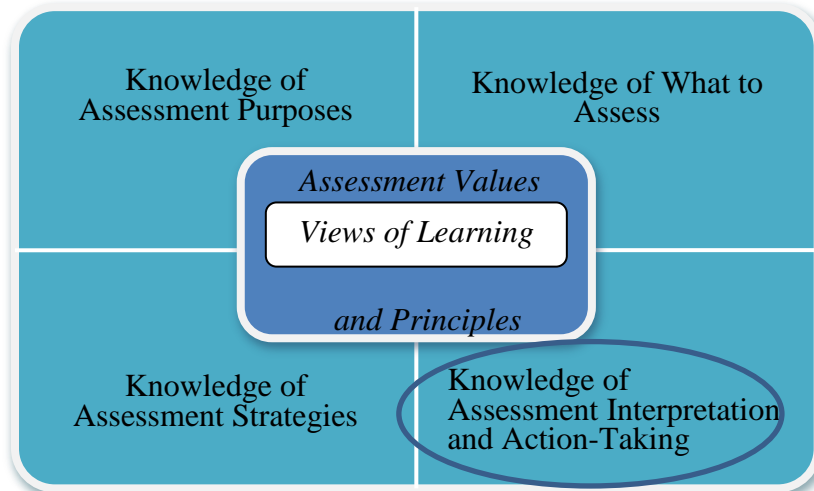 Knowledge of
Assessment Purposes
Knowledge of What to
Assess
Assessment Values
Views of Learning
and Principles
Knowledge of
Assessment Strategies
Knowledge of
Assessment Interpretation
and Action-Taking